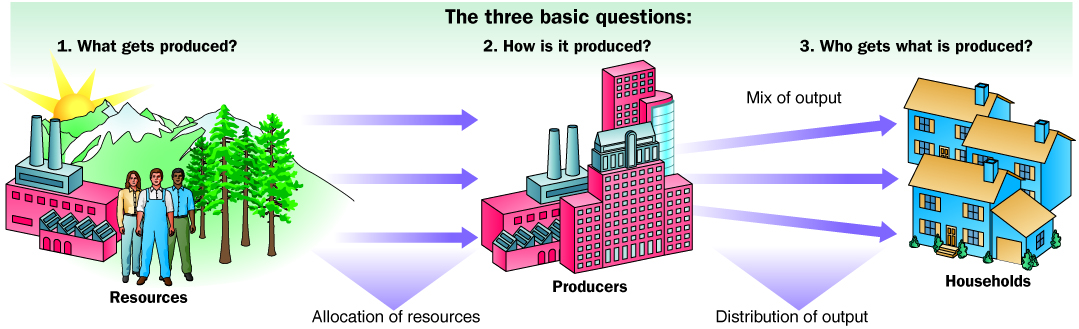 The three basic questions:
1. What gets produced?
2. How is it produced?
3. Who gets what is produced?
Mix of output
Resources
Producers
Households
Allocation of resources
Distribution of output